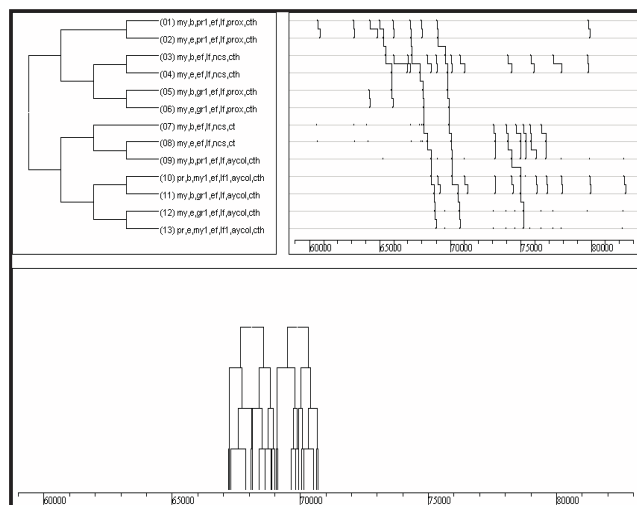 (01) my,b,pr1,ef,lf,prox,cth
(02) my,e,pr1,ef,lf,prox,cth
(03) my,b,ef,lf,ncs,cth
(04) my,e,ef,lf,ncs,cth
(05) my,b,gr1,ef,lf,prox,cth
(06) my,e,gr1,ef,lf,prox,cth
(07) my,b,ef,lf,ncs,ct
(08) my,e,ef,lf,ncs,ct
(09) my,b,pr1,ef,lf,aycol,cth
(10) pr,b,my1,ef,lf1,aycol,cth
(11) my,b,gr1,ef,lf,aycol,cth
(12) my,e,gr1,ef,lf,aycol,cth
(13) pr,e,my1,ef,lf1,aycol,cth
60000 65000 70000 75000 80000
60000 65000 70000 75000 80000